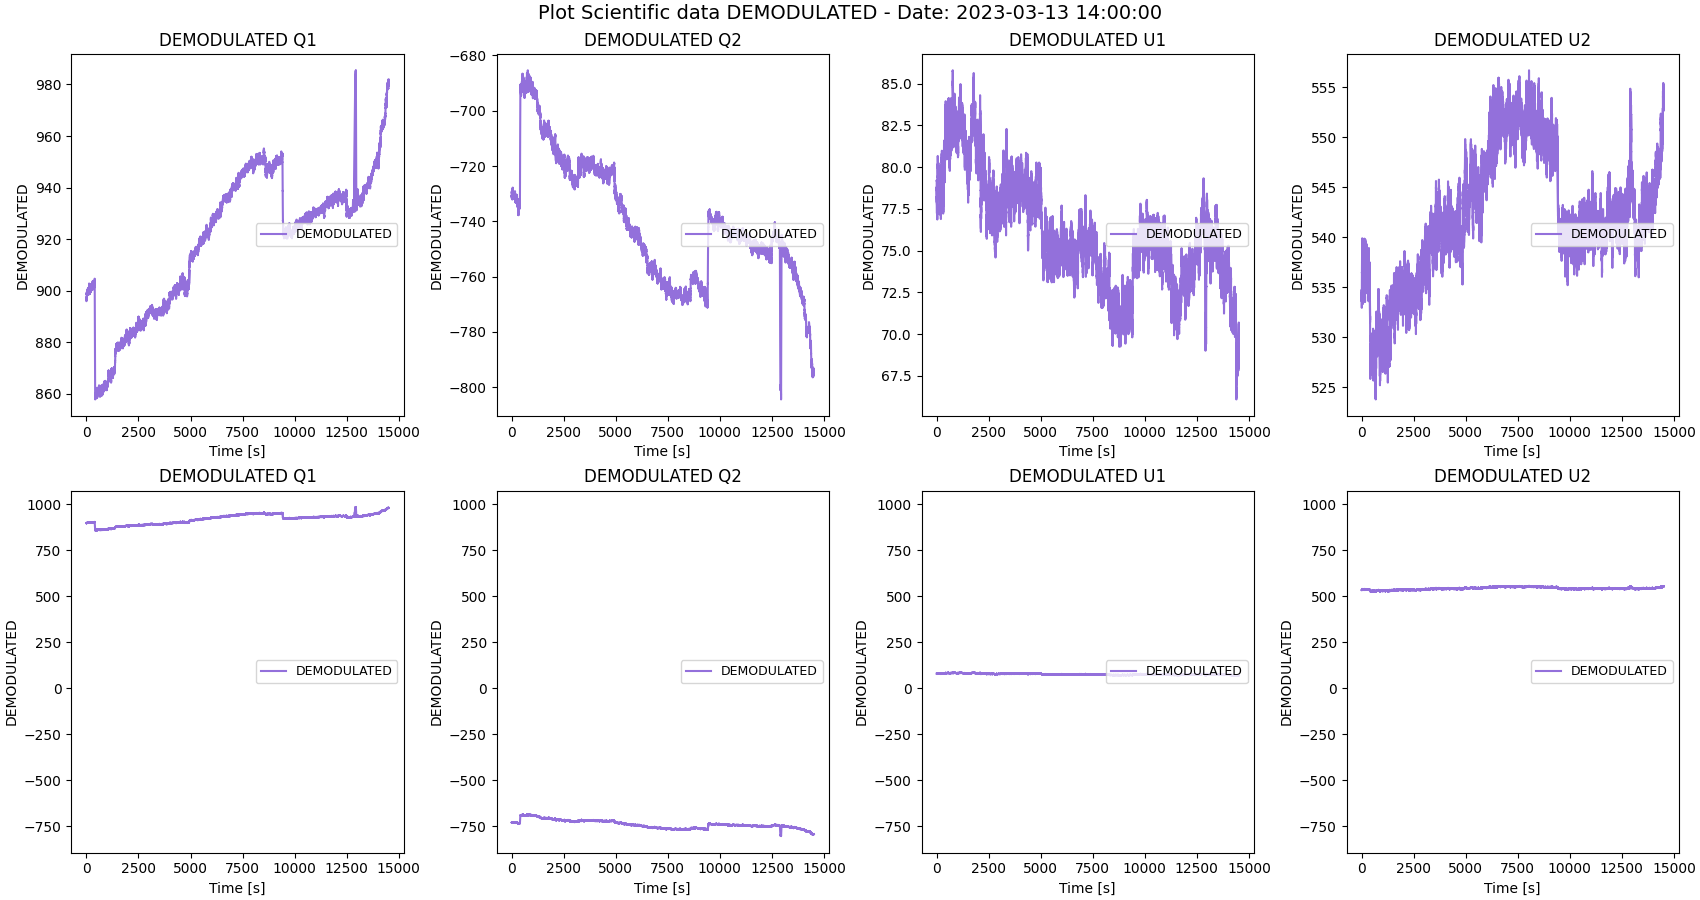 Plot Scientific data DEMODULATED - Date: 2023-03-13 14:00:00
DEMODULATED Q1
DEMODULATED
980
960
940
920
900
880
860
DEMODULATED
0 2500 5000 7500 10000 12500 15000
Time [s]
DEMODULATED Q2
DEMODULATED
−680
−700
−720
−740
−760
−780
−800
DEMODULATED
0 2500 5000 7500 10000 12500 15000
Time [s]
DEMODULATED U1
DEMODULATED
85.0
82.5
80.0
77.5
75.0
72.5
70.0
67.5
DEMODULATED
0 2500 5000 7500 10000 12500 15000
Time [s]
DEMODULATED U2
DEMODULATED
555
550
545
540
535
530
525
DEMODULATED
0 2500 5000 7500 10000 12500 15000
Time [s]
DEMODULATED Q1
DEMODULATED
1000
750
500
250
0
−250
−500
−750
DEMODULATED
0 2500 5000 7500 10000 12500 15000
Time [s]
DEMODULATED Q2
DEMODULATED
1000
750
500
250
0
−250
−500
−750
DEMODULATED
0 2500 5000 7500 10000 12500 15000
Time [s]
DEMODULATED U1
DEMODULATED
1000
750
500
250
0
−250
−500
−750
DEMODULATED
0 2500 5000 7500 10000 12500 15000
Time [s]
DEMODULATED U2
DEMODULATED
1000
750
500
250
0
−250
−500
−750
DEMODULATED
0 2500 5000 7500 10000 12500 15000
Time [s]